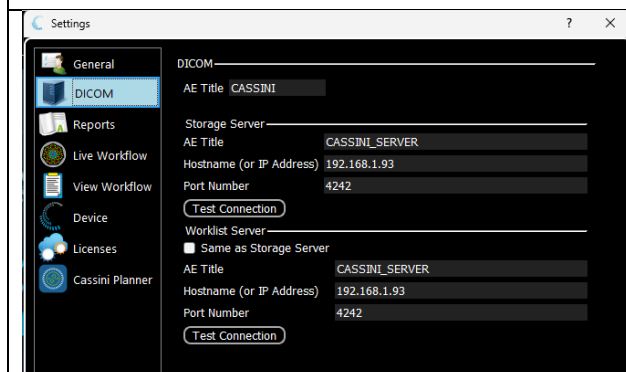 Settings ? ×
General
DICOM
Reports
Live Workflow
View Workflow
Device
Licenses
Cassini Planner
DICOM
AE Title CASSINI
Storage Server
AE Title CASSINI_SERVER
Hostname (or IP Address) 192.168.1.93
Port Number 4242
Test Connection
Worklist Server
Same as Storage Server
AE Title CASSINI_SERVER
Hostname (or IP Address) 192.168.1.93
Port Number 4242
Test Connection